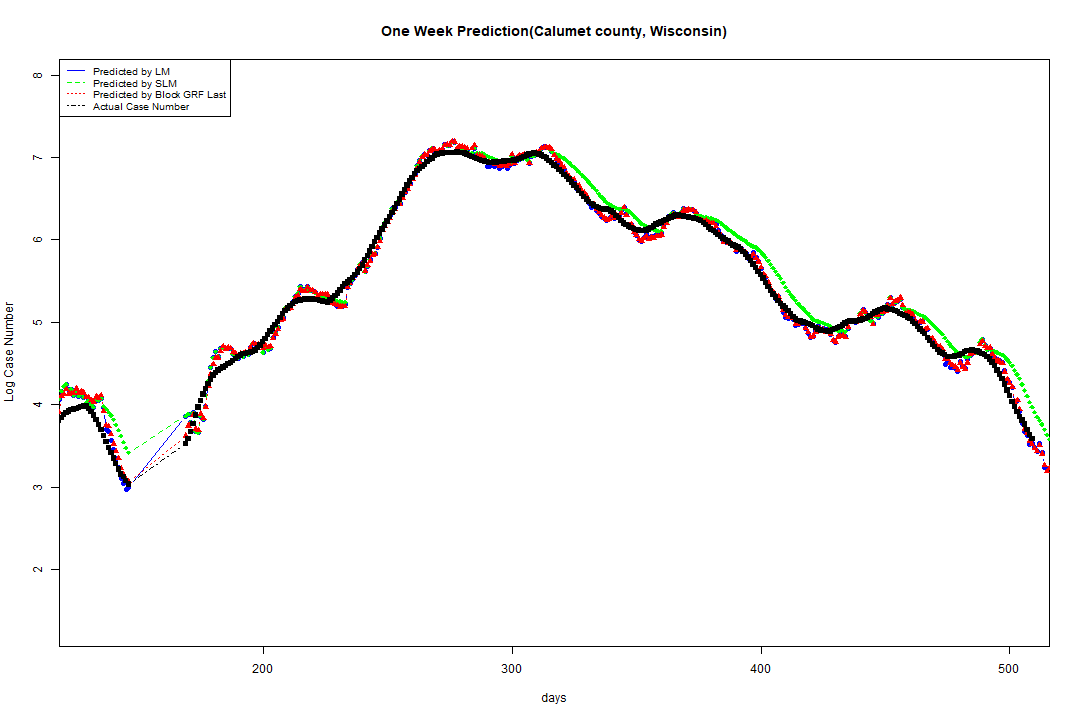 One Week Prediction(Calumet county, Wisconsin)
Predicted by LM
Predicted by SLM
Predicted by Block GRF Last
Actual Case Number
8
7
6
5
4
3
2
Log Case Number
200 300 400 500
days